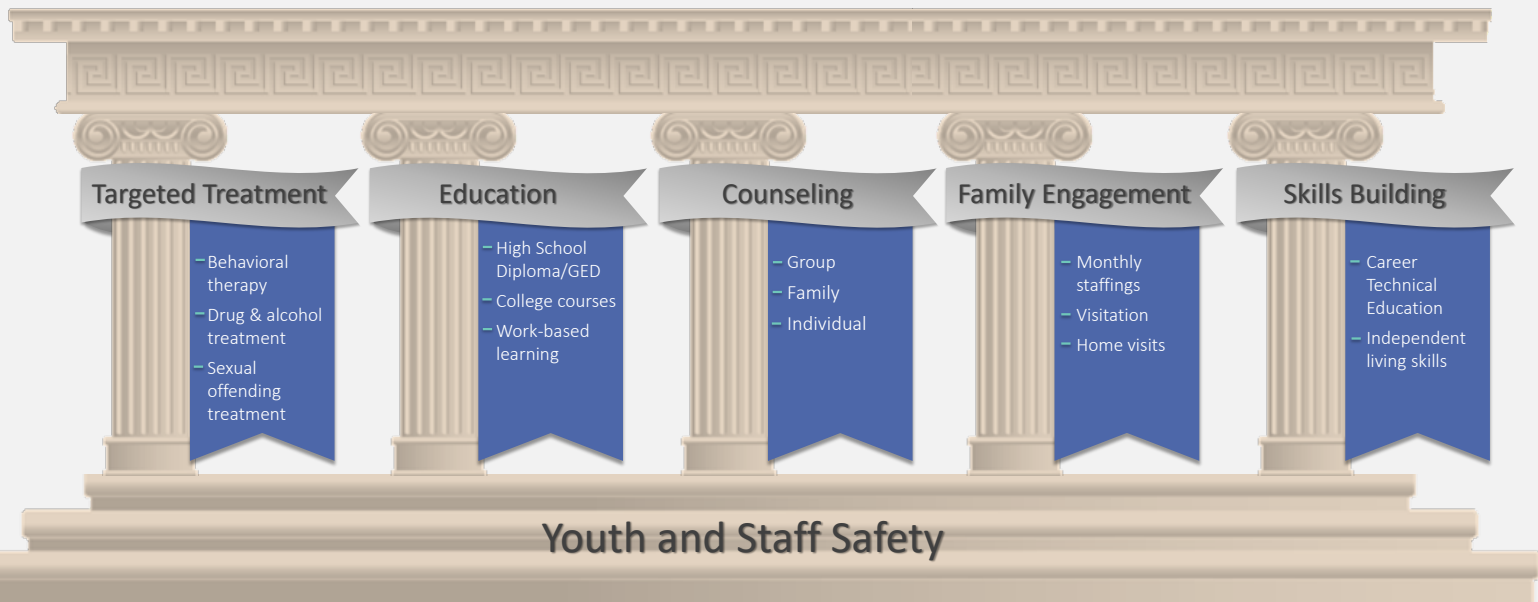 Targeted Treatment
– Behavioral
therapy
– Drug & alcohol
treatment
– Sexual
offending
treatment
Education
– High School
Diploma/GED
– College courses
– Work-based
learning
Counseling
– Group
– Family
– Individual
Family Engagement
– Monthly
staffings
– Visitation
– Home visits
Skills Building
– Career
Technical
Education
– Independent
living skills
Youth and Staff Safety